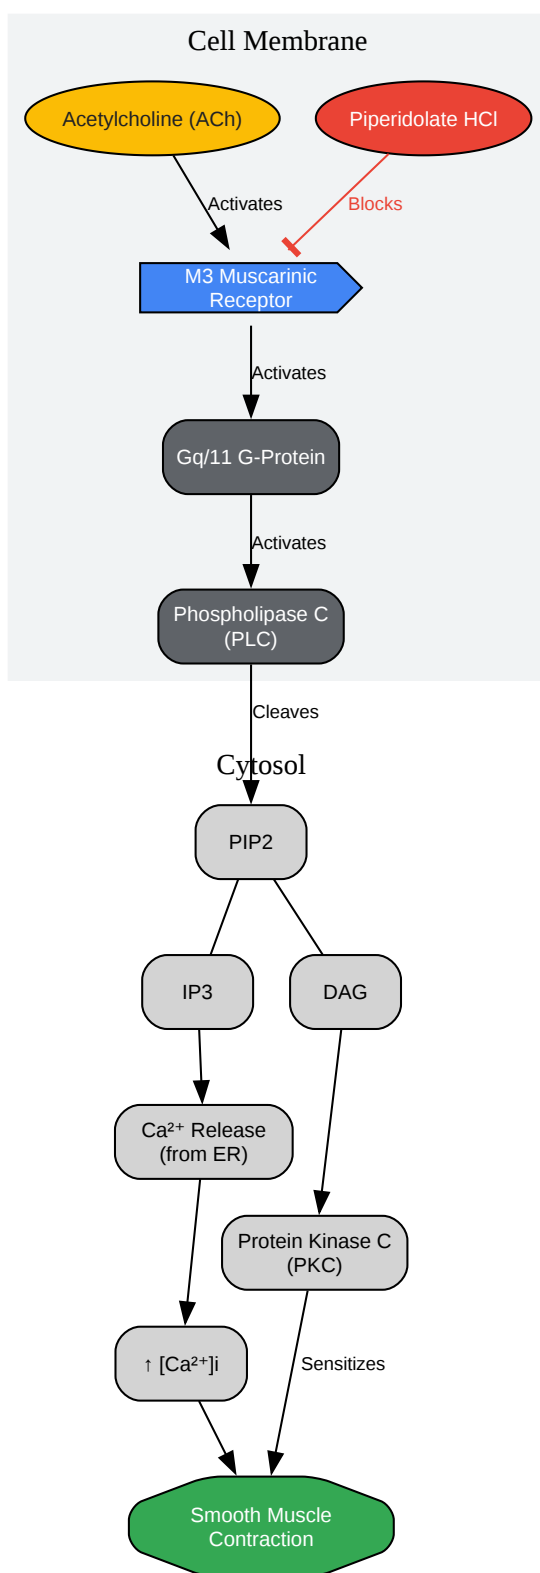 Cell Membrane
Acetylcholine (ACh)
Piperidolate HCl
Activates
Blocks
M3 Muscarinic
Receptor
Activates
Gq/11 G-Protein
Activates
Phospholipase C
(PLC)
Cleaves
Cytosol
PIP2
IP3
DAG
Ca²⁺ Release
(from ER)
Protein Kinase C
(PKC)
↑ [Ca²⁺]i
Sensitizes
Smooth Muscle
Contraction